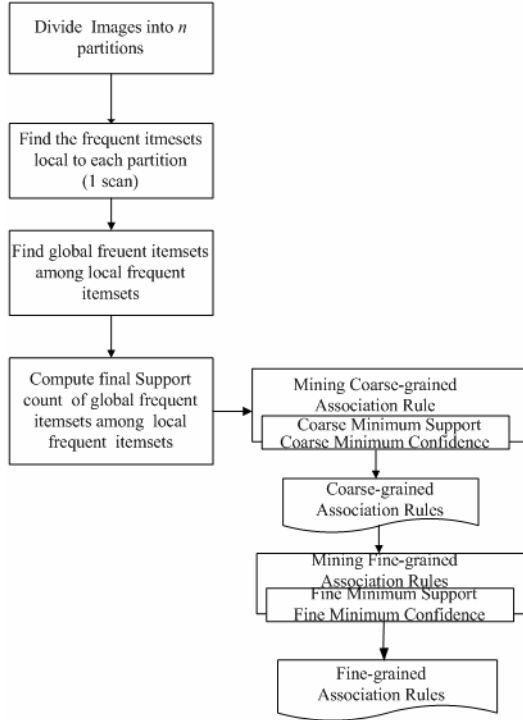 Divide Images into n
partitions
Find the frequent itmesets
local to each partition
(1 scan)
Find global freuent itemsets
among local frequent
itemsets
Compute final Support
count of global frequent
itemsets among local
frequent itemsets
Mining Coarse-grained
Association Rule
Coarse Minimum Support
Coarse Minimum Confidence
Coarse-grained
Association Rules
Mining Fine-grained
Association Rules
Fine Minimum Support
Fine Minimum Confidence
Fine-grained
Association Rules